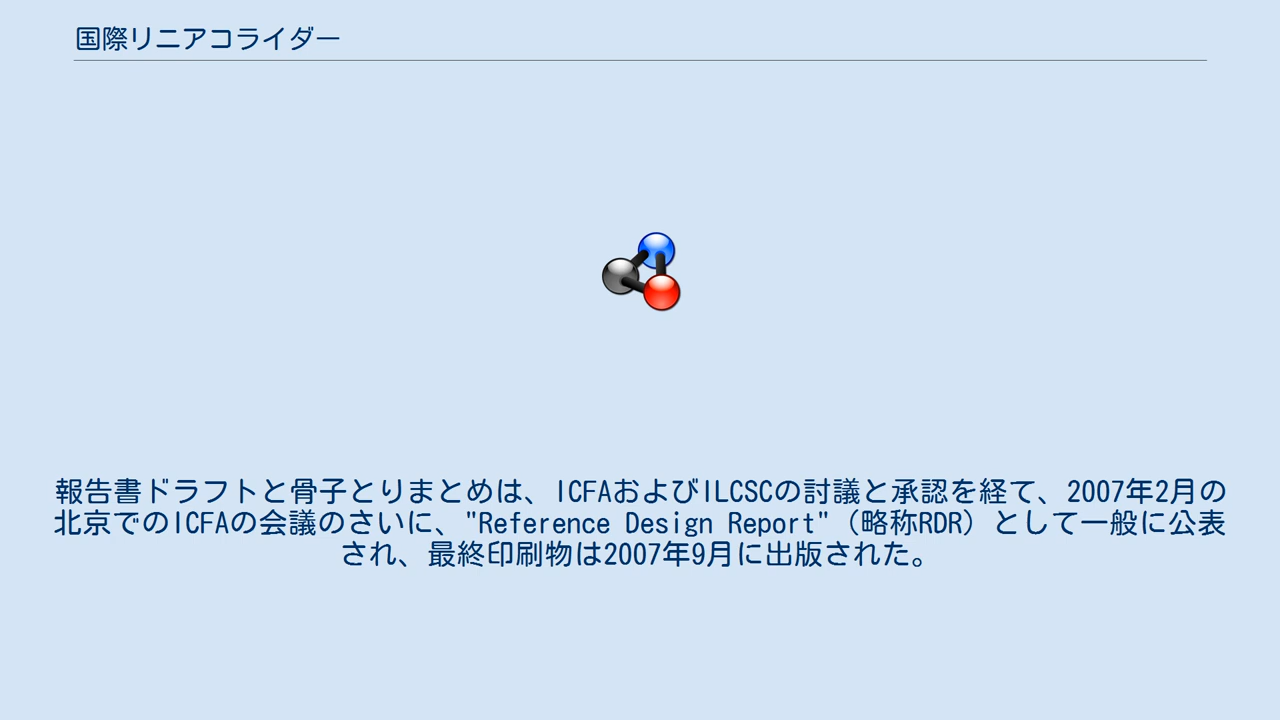 国際リニアコライダー
報告書ドラフトと骨子とりまとめは、ICFAおよびILCSCの討議と承認を経て、2007年2月の
北京でのICFAの会議のさいに、"Reference Design Report"（略称RDR）として一般に公表
され、最終印刷物は2007年9月に出版された。